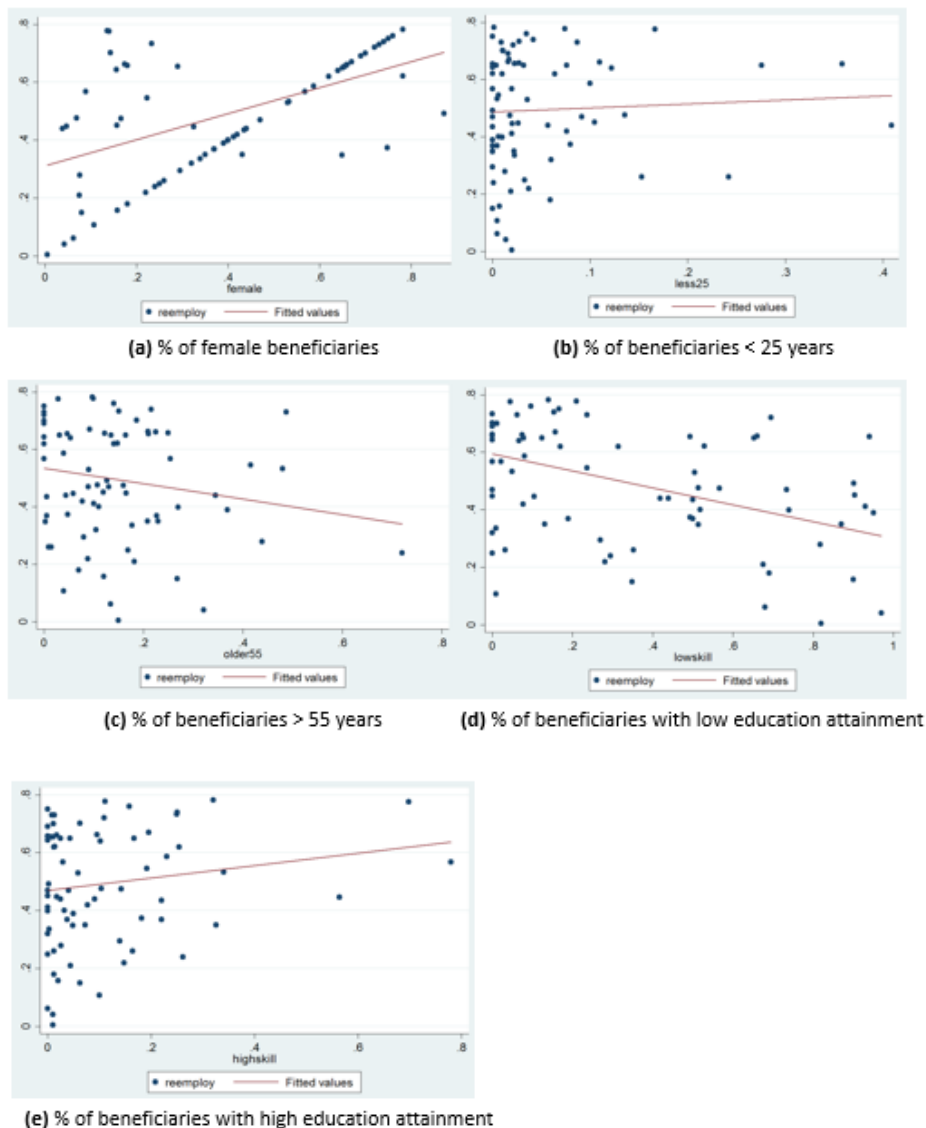 .8
.6
.4
.2
0
0
.2
.4
.6
.8
female
reemploy
Fitted values
(a) % of female beneficiaries
.8
.6
.4
.2
0
0
.1
.2
.3
.4
less25
reemploy
Fitted values
(b) % of beneficiaries < 25 years
.8
.6
.4
.2
0
0
.2
.4
.6
.8
older55
reemploy
Fitted values
(c) % of beneficiaries > 55 years
.8
.6
.4
.2
0
0
.2
.4
.6
.8
1
lowskill
reemploy
Fitted values
(d) % of beneficiaries with low education attainment
.8
.6
.4
.2
0
0
.2
.4
.6
.8
highskill
reemploy
Fitted values
(e) % of beneficiaries with high education attainment